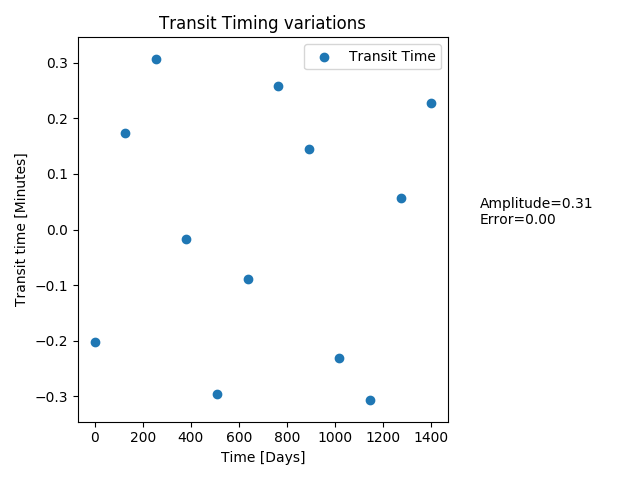 Transit Timing variations
Transit Time
0.3
0.2
0.1
0.0
−0.1
−0.2
−0.3
Transit time [Minutes]
Amplitude=0.31
Error=0.00
0 200 400 600 800 1000 1200 1400
Time [Days]